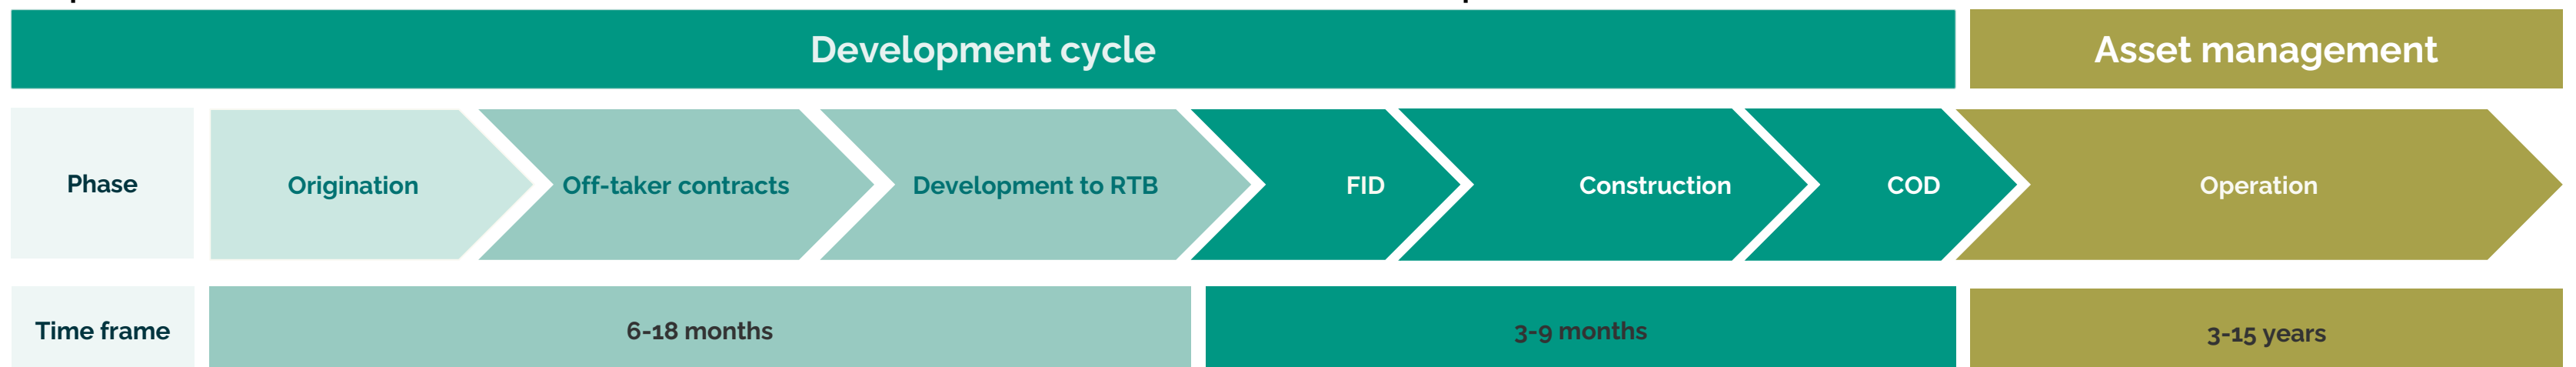 Development cycle
Asset management
Phase
Origination
Off-taker contracts
Development to RTB
FID
Construction
COD
Operation
Time frame
6-18 months
3-9 months
3-15 years